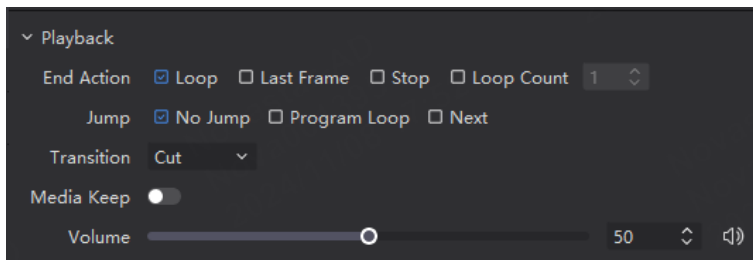 Playback
End Action Loop Last Frame Stop Loop Count 1
Jump No Jump Program Loop Next
Transition Cut
Media Keep
Volume 50